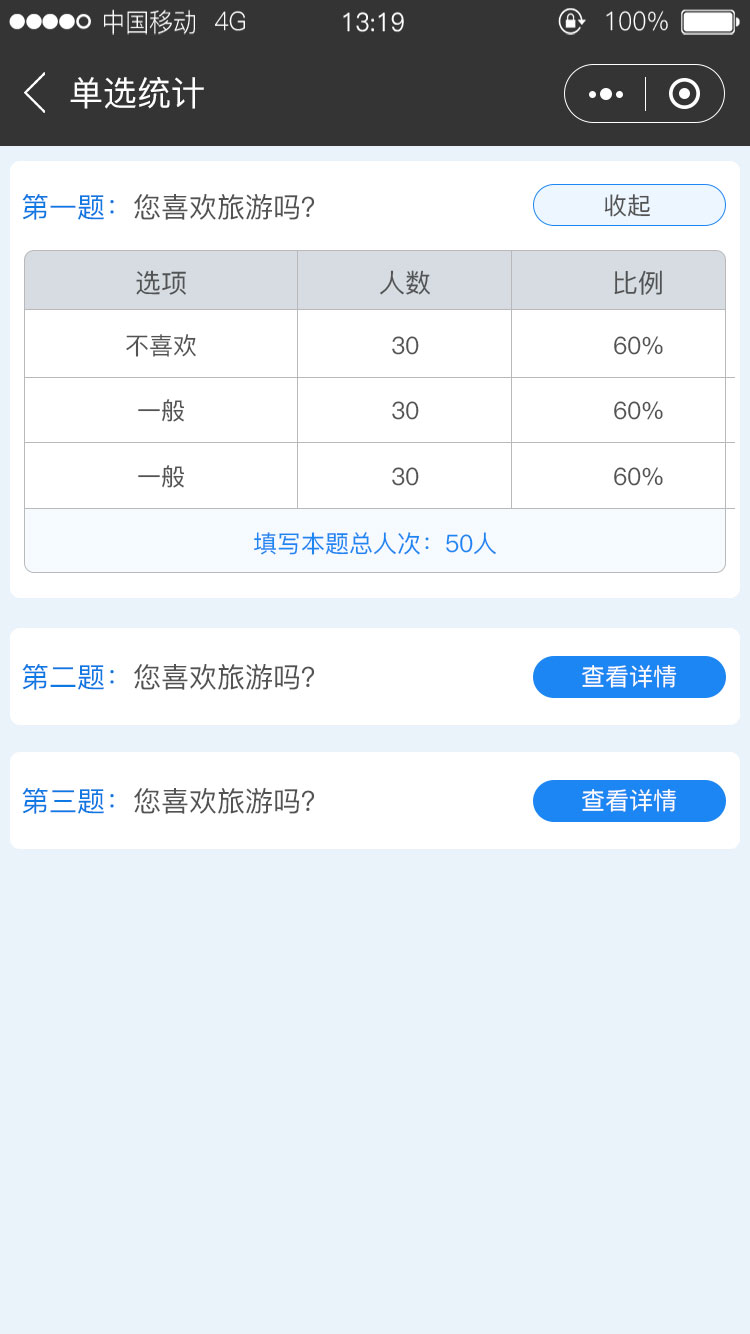 中国移动 4G 13:19 100%
单选统计
第一题：您喜欢旅游吗? 收起
选项 人数 比例
不喜欢 30 60%
一般 30 60%
一般 30 60%
填写本题总人次：50人
第二题：您喜欢旅游吗? 查看详情
第三题：您喜欢旅游吗? 查看详情